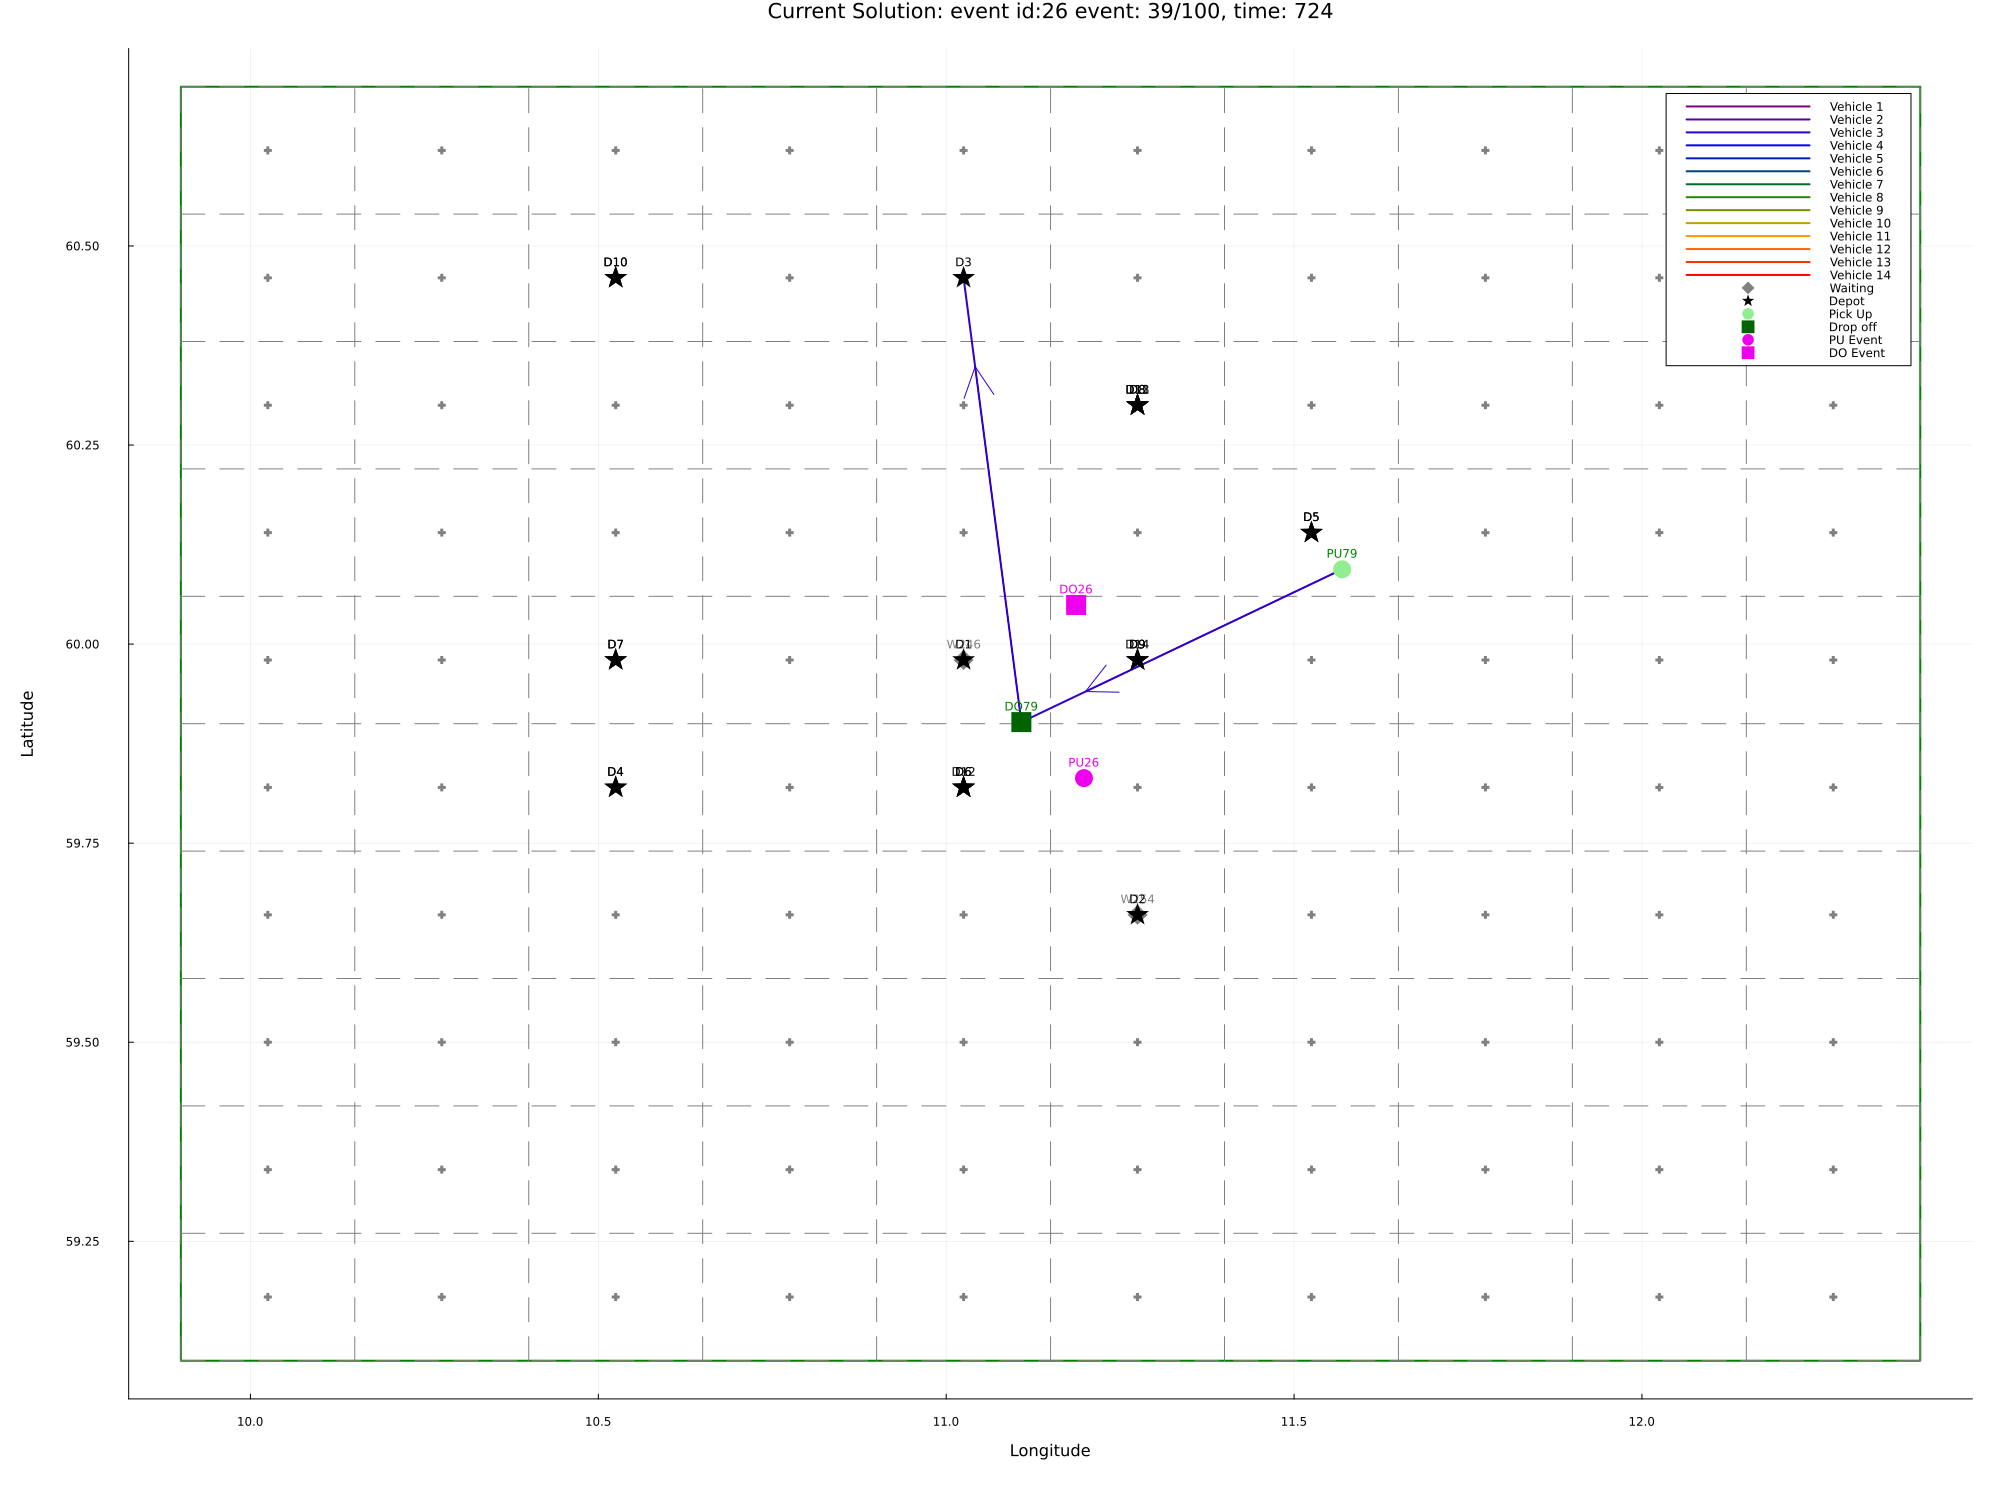 Current Solution: event id:26 event: 39/100, time: 724
Vehicle 1
Vehicle 2
Vehicle 3
Vehicle 4
Vehicle 5
Vehicle 6
Vehicle 7
Vehicle 8
Vehicle 9
Vehicle 10
Vehicle 11
Vehicle 12
Vehicle 13
Vehicle 14
Waiting
Depot
Pick Up
Drop off
PU Event
DO Event
60.50
60.25
60.00
59.75
59.50
59.25
Latitude
D10
D3
D5
PU79
DO26
D7
D1
D9
DO79
PU26
D4
D6
D2
10.0
10.5
11.0
11.5
12.0
Longitude